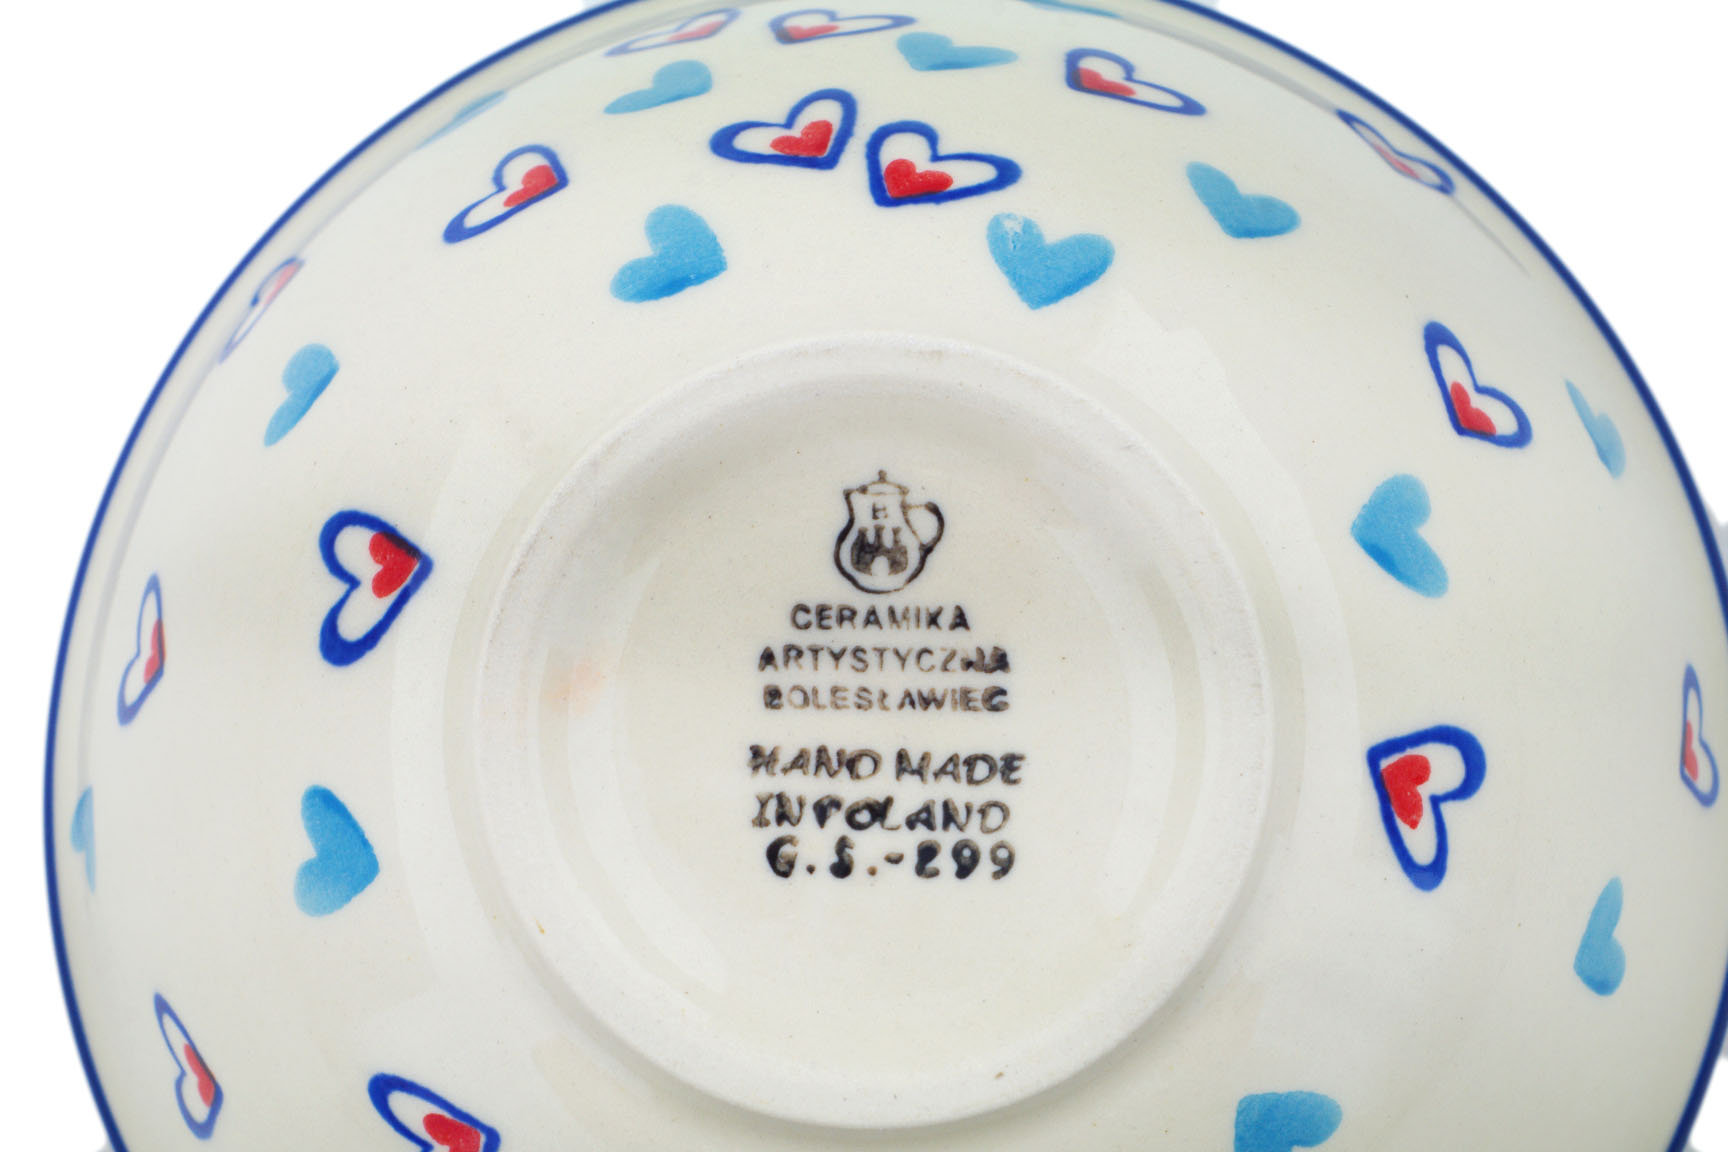 B
CERAMIKA
ARTYSTYCZNA
BOLESŁAWIEC
HAND MADE
IN POLAND
G.S.-299